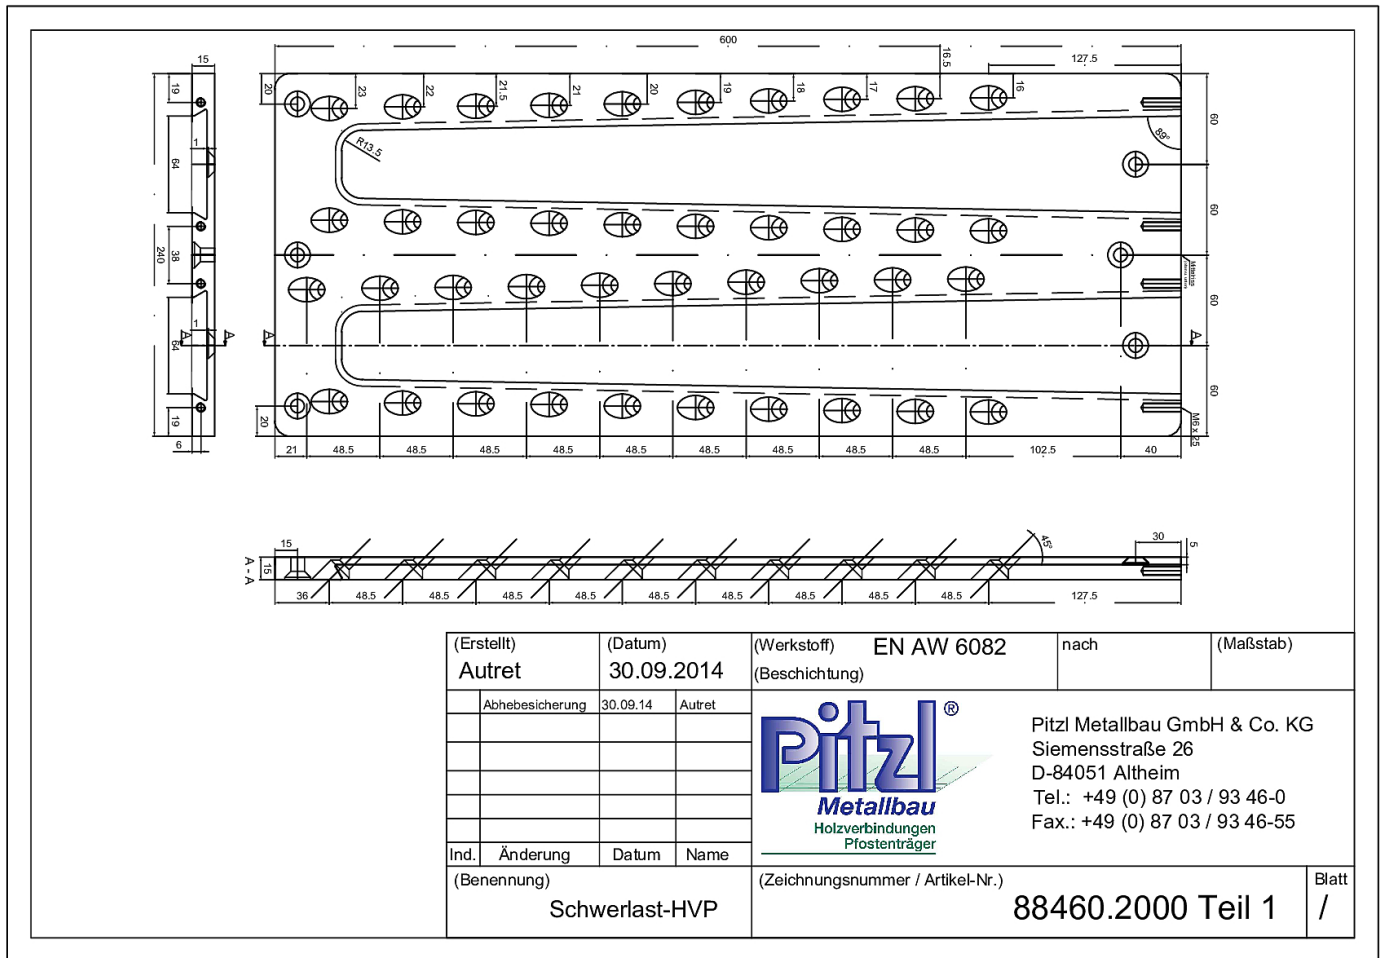 600
15
16.5
127.5
20
19
23
22
21.5
21
20
19
18
17
16
60
R13.5
89°
1
64
60
240
38
60
1
64
A
A
A
A
60
20
19
6
M6 x 25
21
48.5
48.5
48.5
48.5
48.5
48.5
48.5
48.5
48.5
102.5
40
15
45°
30
5
A - A
15
36
48.5
48.5
48.5
48.5
48.5
48.5
48.5
48.5
48.5
127.5
(Erstellt)
Autret
(Datum)
30.09.2014
(Werkstoff) EN AW 6082
(Beschichtung)
nach
(Maßstab)
Abhebesicherung 30.09.14 Autret
Ind. Änderung Datum Name
Pitzl ®
Metallbau
Holzverbindungen
Pfostenträger
Pitzl Metallbau GmbH & Co. KG
Siemensstraße 26
D-84051 Altheim
Tel.: +49 (0) 87 03 / 93 46-0
Fax.: +49 (0) 87 03 / 93 46-55
(Benennung)
Schwerlast-HVP
(Zeichnungsnummer / Artikel-Nr.)
88460.2000 Teil 1
Blatt
/